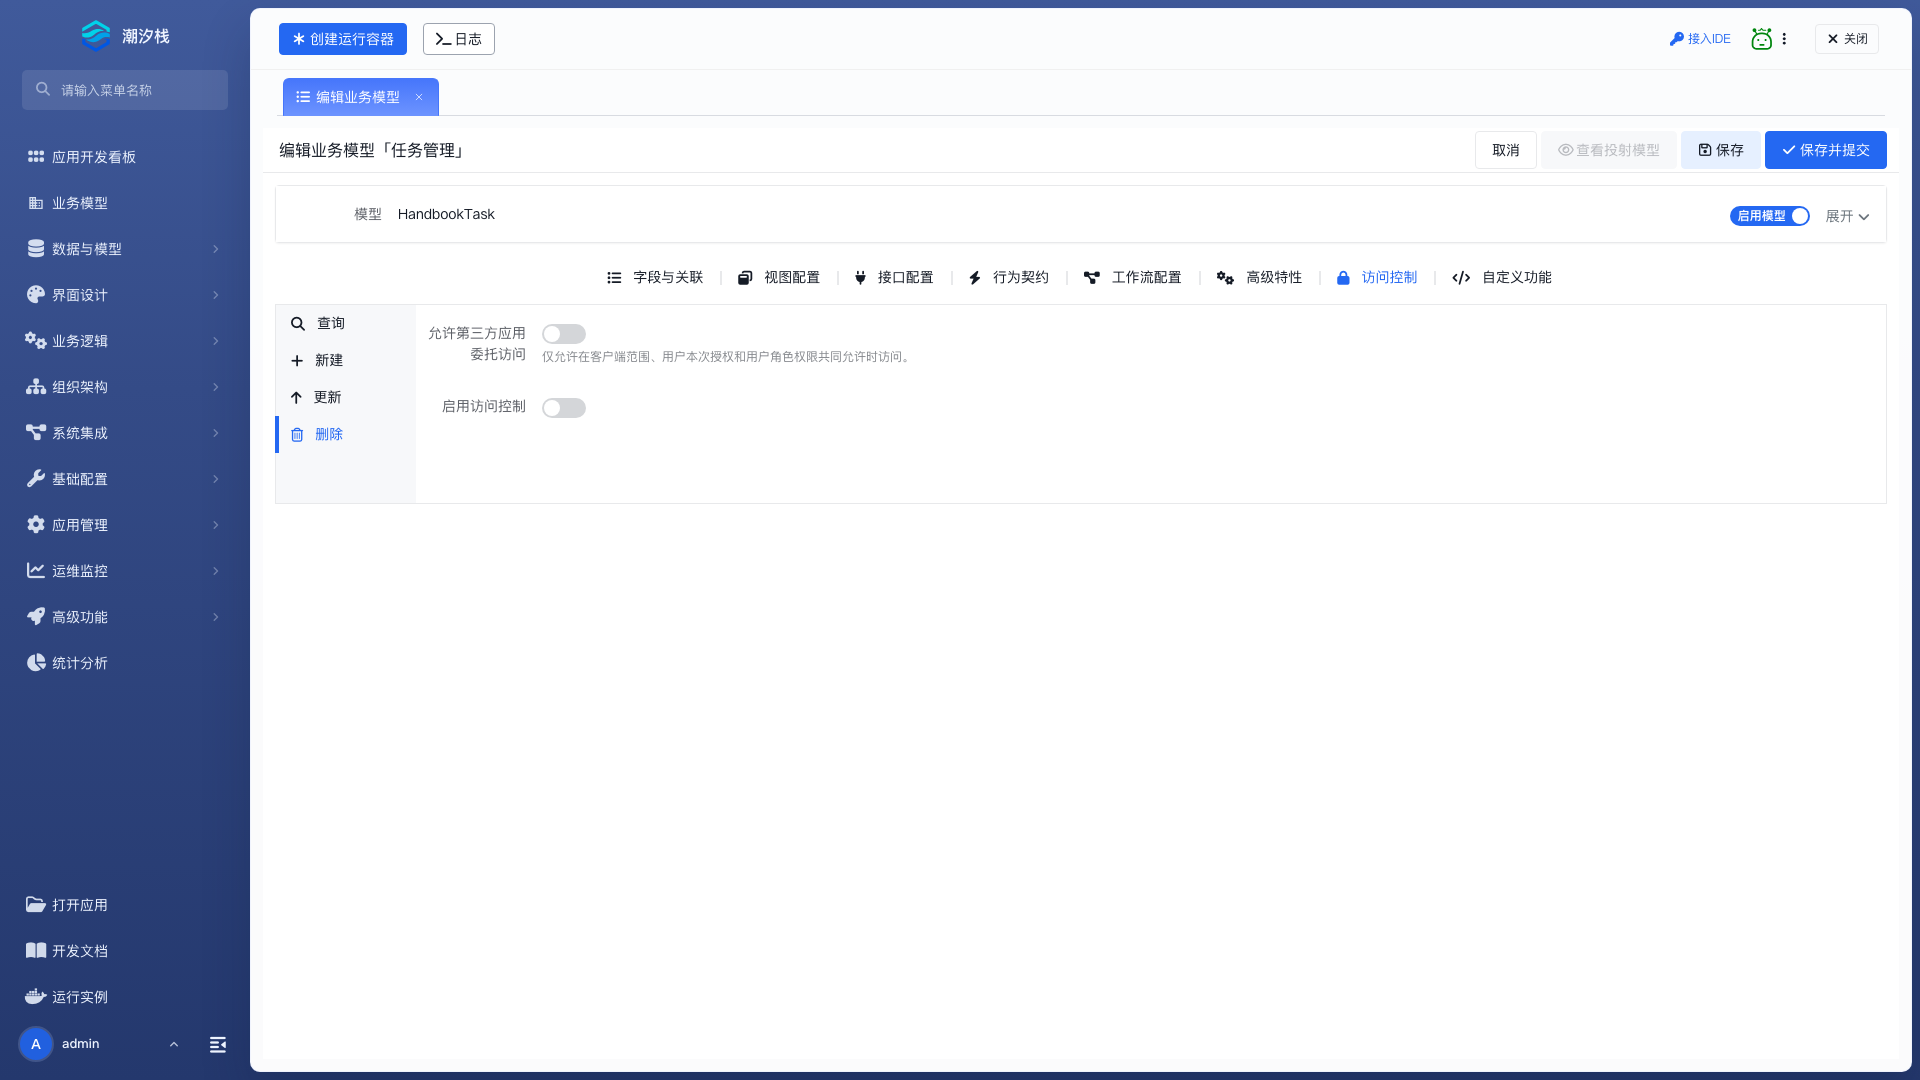 潮汐栈
请输入菜单名称
应用开发看板
业务模型
数据与模型
界面设计
业务逻辑
组织架构
系统集成
基础配置
应用管理
运维监控
高级功能
统计分析
打开应用
开发文档
运行实例
A admin
创建运行容器 日志 接入IDE 关闭
编辑业务模型
编辑业务模型「任务管理」 取消 查看投射模型 保存 保存并提交
模型 HandbookTask 启用模型 展开
字段与关联 视图配置 接口配置 行为契约 工作流配置 高级特性 访问控制 自定义功能
查询
新建
更新
删除
允许第三方应用
委托访问
仅允许在客户端范围、用户本次授权和用户角色权限共同允许时访问。
启用访问控制